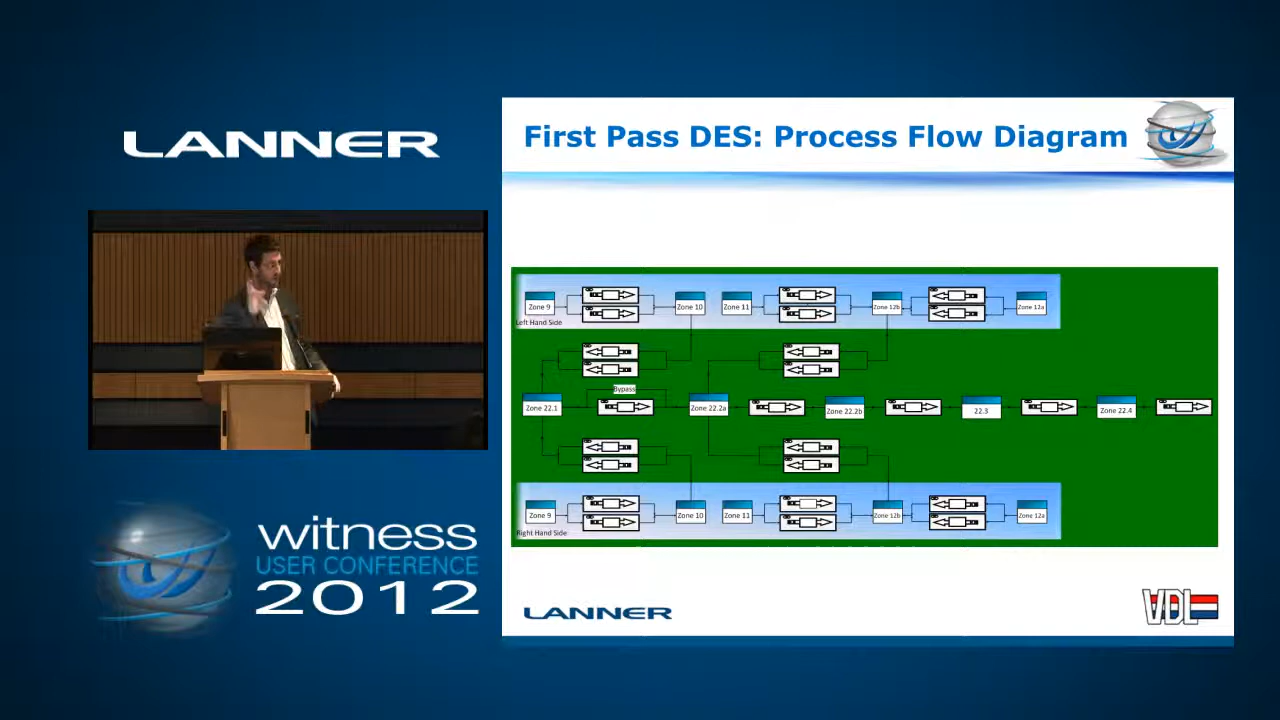 LANNER
First Pass DES: Process Flow Diagram
Zone 9
Zone 10
Zone 11
Zone 12b
Zone 12a
Left Hand Side
Bypass
Zone 22.1
Zone 22.2a
Zone 22.2b
22.3
Zone 22.4
Zone 9
Zone 10
Zone 11
Zone 12b
Zone 12a
Right Hand Side
witness
USER CONFERENCE
2012
LANNER
VDL